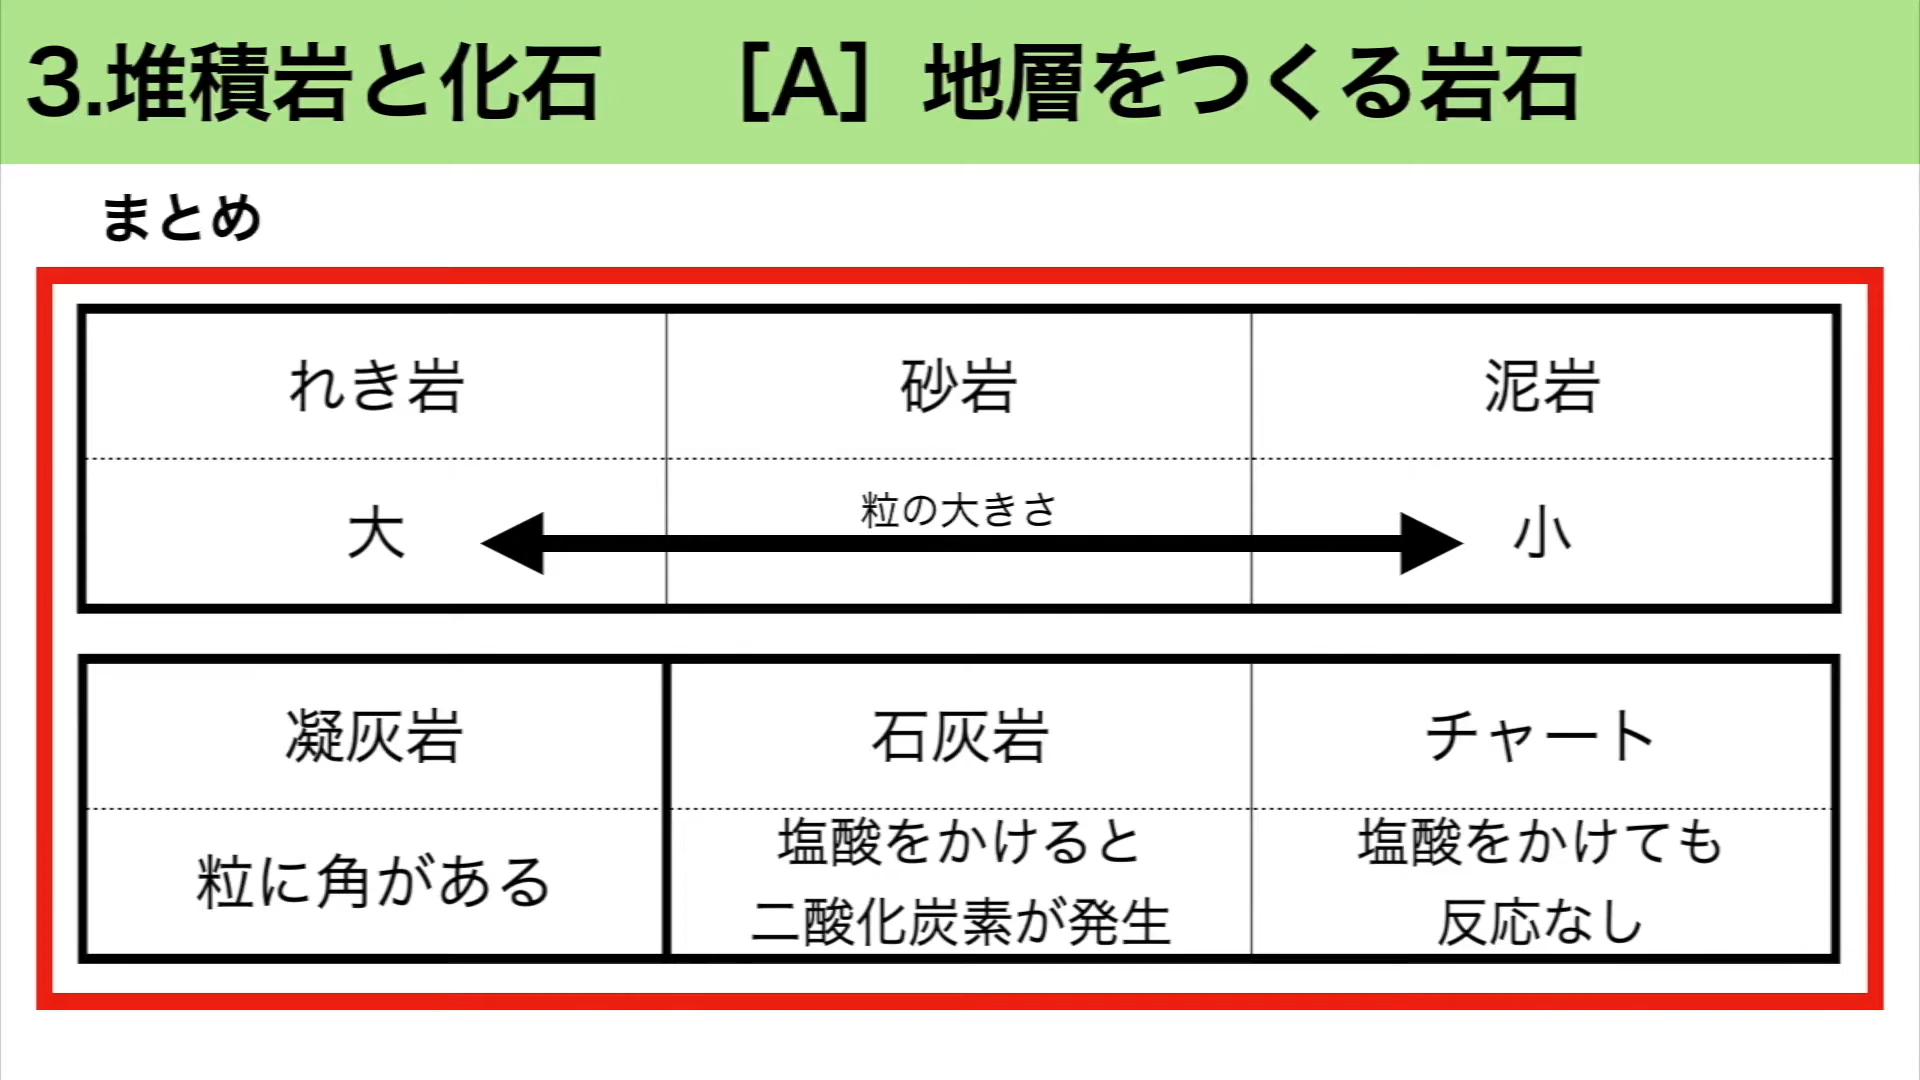 3.堆積岩と化石　［A］地層をつくる岩石
まとめ
れき岩
砂岩
泥岩
大
粒の大きさ
小
凝灰岩
石灰岩
チャート
粒に角がある
塩酸をかけると
二酸化炭素が発生
塩酸をかけても
反応なし